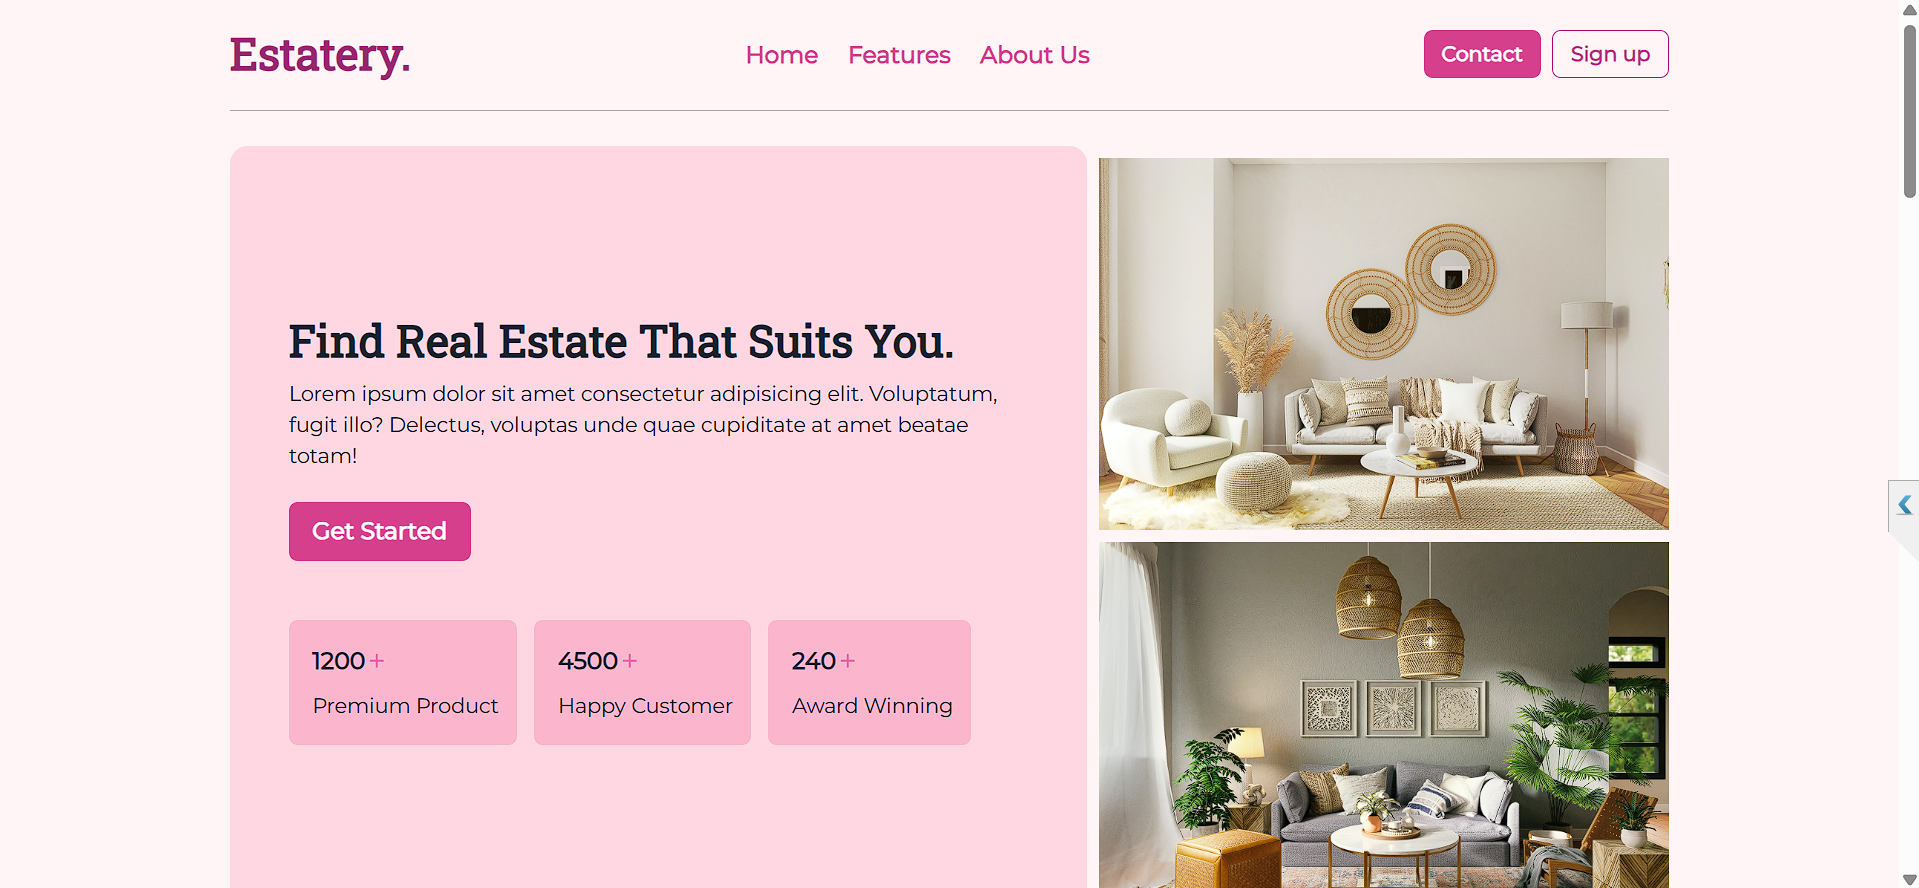 Estatery.
Home Features About Us
Contact Sign up
Find Real Estate That Suits You.
Lorem ipsum dolor sit amet consectetur adipisicing elit. Voluptatum,
fugit illo? Delectus, voluptas unde quae cupiditate at amet beatae
totam!
Get Started
1200 +
Premium Product
4500 +
Happy Customer
240 +
Award Winning